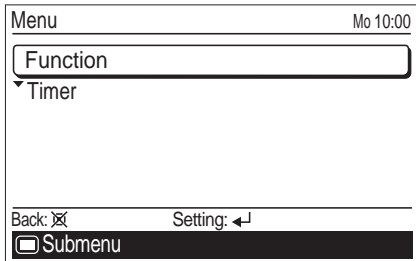 Menu Mo 10:00
Function
Timer
Back: Setting:
Submenu